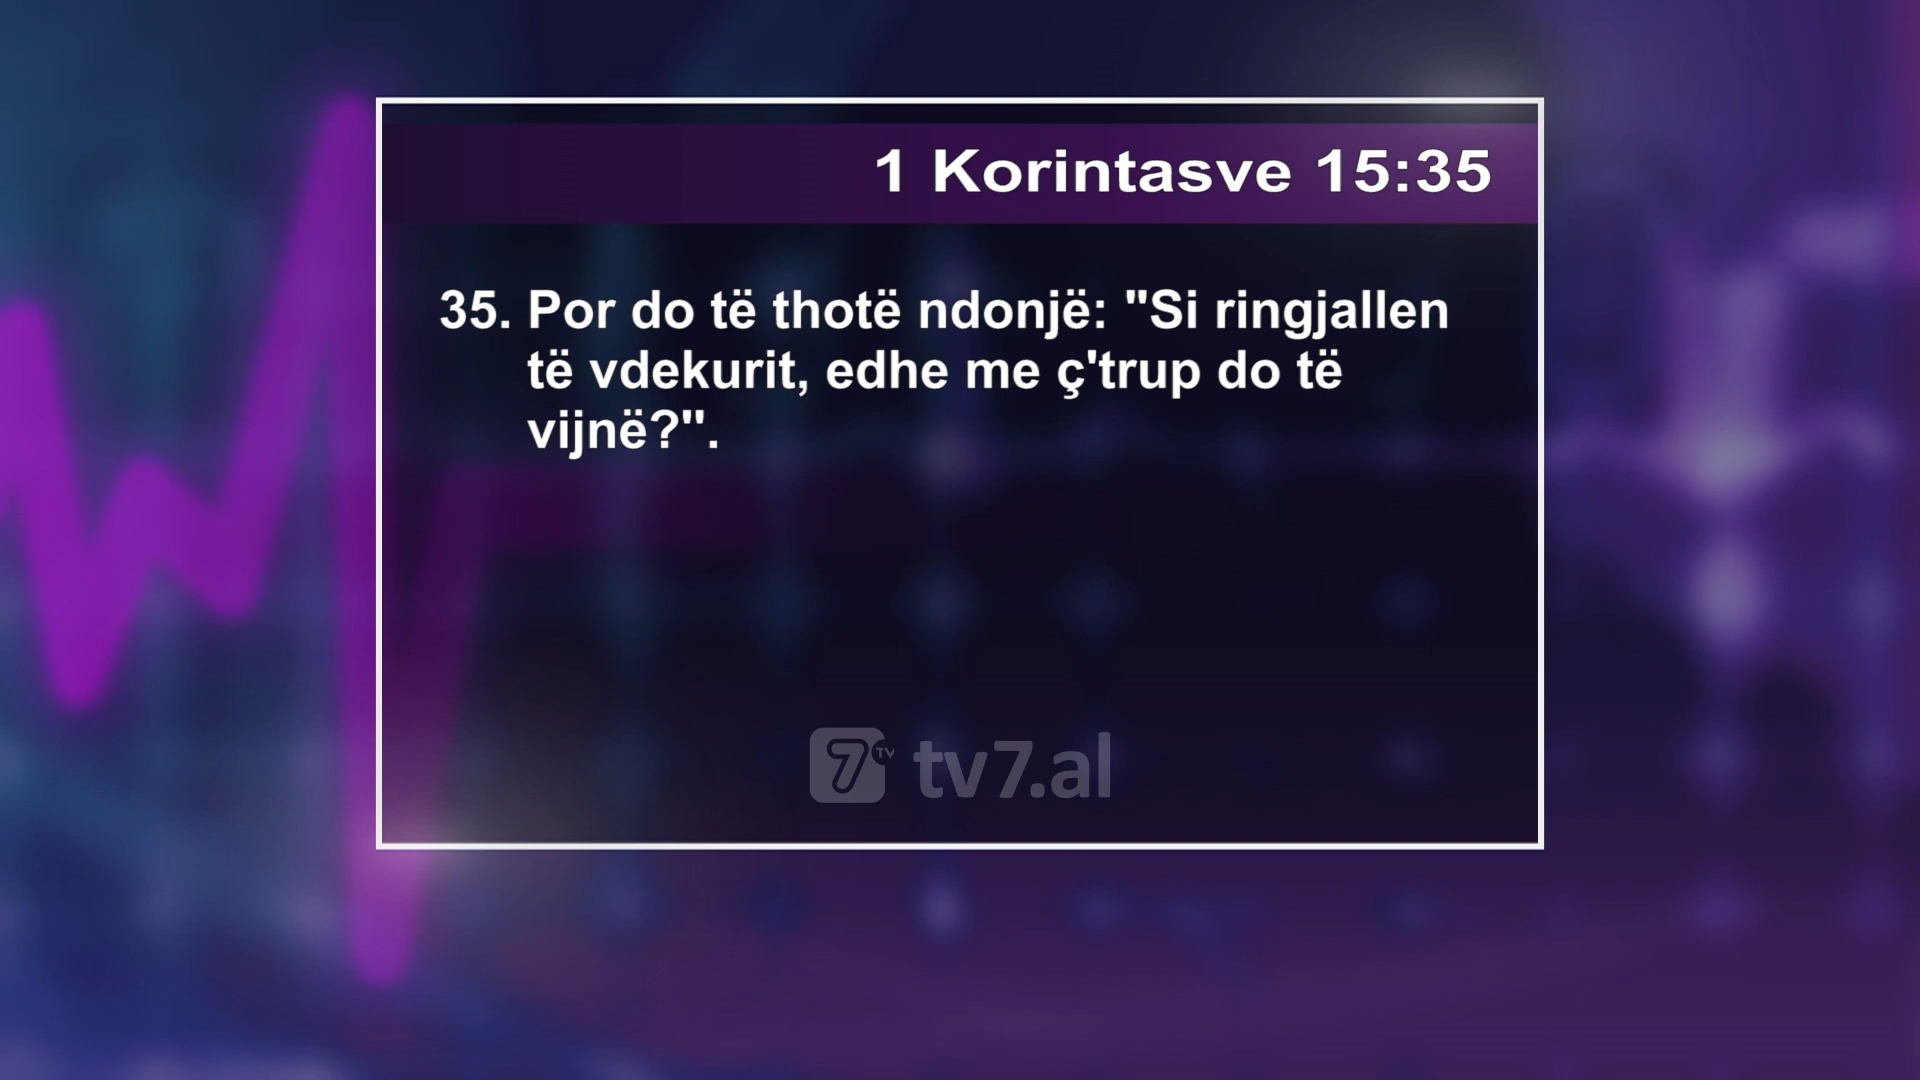 1 Korintasve 15:35
35. Por do të thotë ndonjë: "Si ringjallen
të vdekurit, edhe me ç'trup do të
vijnë?".
7 TV tv7.al